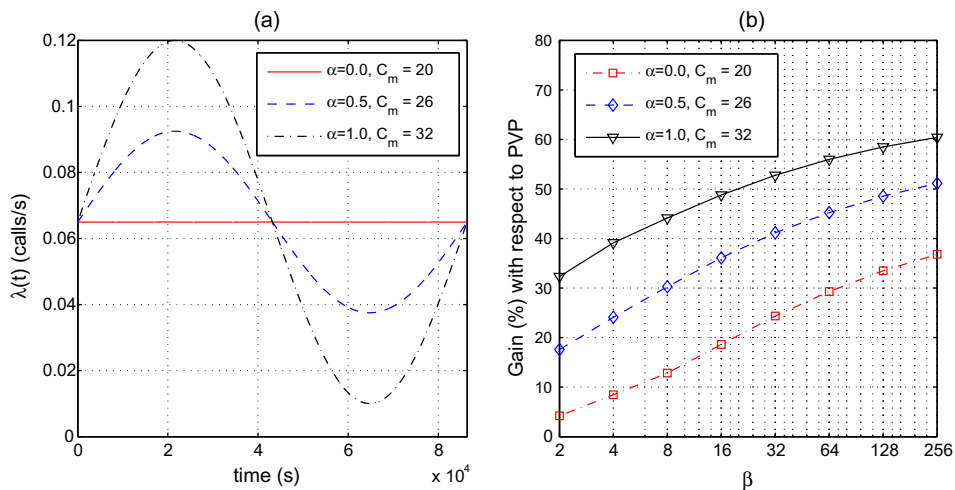 (a)
0.12
0.1
0.08
0.06
0.04
0.02
0
λ(t) (calls/s)
α=0.0, C_m = 20
α=0.5, C_m = 26
α=1.0, C_m = 32
0 2 4 6 8
x 10^4
time (s)
(b)
80
70
60
50
40
30
20
10
0
Gain (%) with respect to PVP
α=0.0, C_m = 20
α=0.5, C_m = 26
α=1.0, C_m = 32
2 4 8 16 32 64 128 256
β